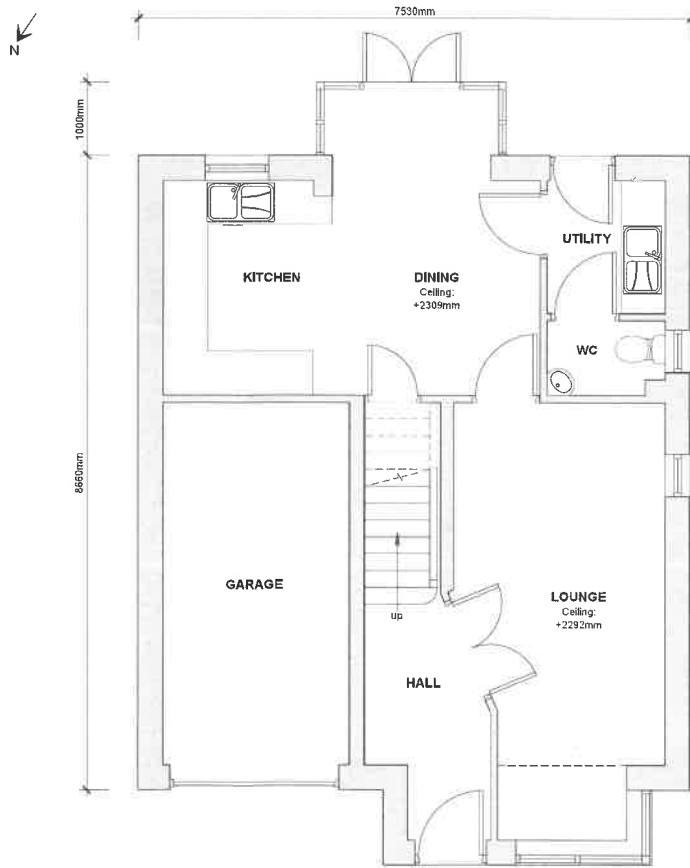 7530mm
N
1000mm
KITCHEN
DINING
Ceiling:
+2309mm
UTILITY
WC
8660mm
GARAGE
up
LOUNGE
Ceiling:
+2292mm
HALL